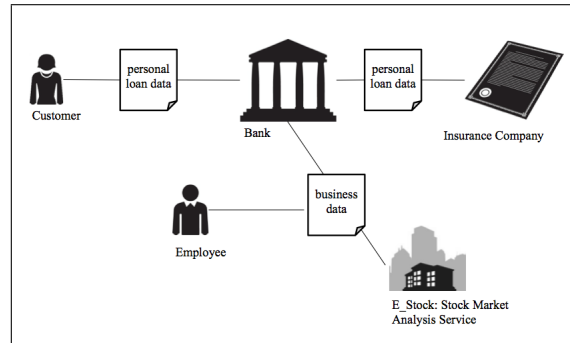 personal
loan data
personal
loan data
Customer
Bank
Insurance Company
business
data
Employee
E_Stock: Stock Market
Analysis Service